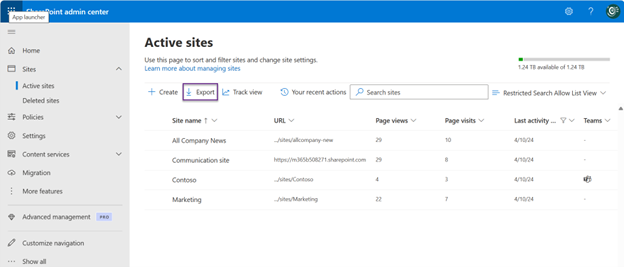 SharePoint admin center
App launcher
Home
Sites
Active sites
Deleted sites
Policies
Settings
Content services
Migration
More features
Advanced management PRO
Customize navigation
Show all
Active sites
Use this page to sort and filter sites and change site settings.
Learn more about managing sites
1.24 TB available of 1.24 TB
Create Export Track view Your recent actions Search sites Restricted Search Allow List View
Site name ↑ URL Page views Page visits Last activity ... Teams
All Company News .../sites/allcompany-new 29 10 4/10/24 -
Communication site https://m365b508271.sharepoint.com 29 8 4/10/24 -
Contoso .../sites/Contoso 4 3 4/10/24
Marketing .../sites/Marketing 22 7 4/10/24 -